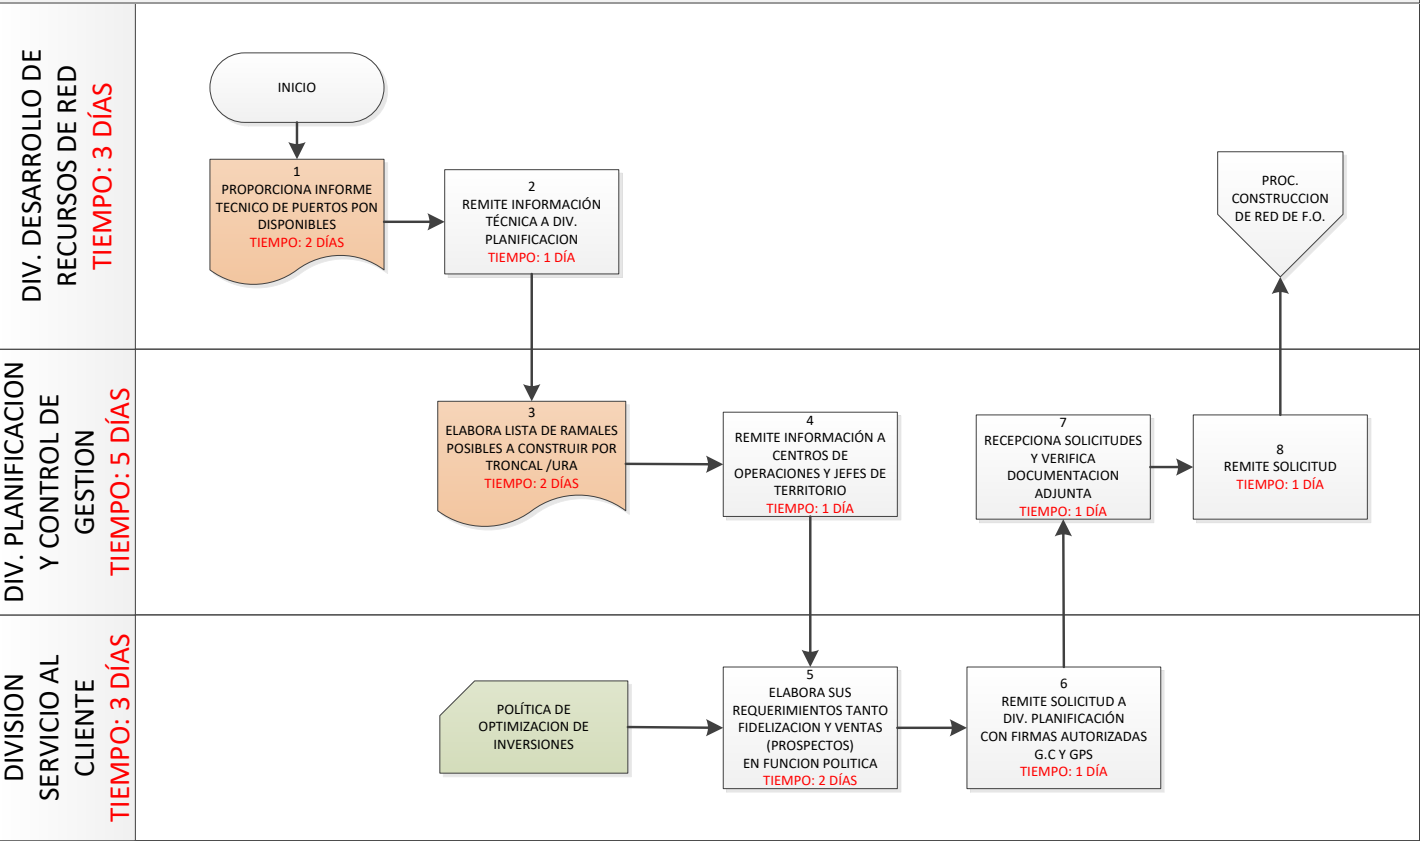 DIV. DESARROLLO DE
RECURSOS DE RED
TIEMPO: 3 DÍAS
INICIO
1
PROPORCIONA INFORME
TECNICO DE PUERTOS PON
DISPONIBLES
TIEMPO: 2 DÍAS
2
REMITE INFORMACIÓN
TÉCNICA A DIV.
PLANIFICACION
TIEMPO: 1 DÍA
PROC.
CONSTRUCCION
DE RED DE F.O.
DIV. PLANIFICACION
Y CONTROL DE
GESTION
TIEMPO: 5 DÍAS
3
ELABORA LISTA DE RAMALES
POSIBLES A CONSTRUIR POR
TRONCAL /URA
TIEMPO: 2 DÍAS
4
REMITE INFORMACIÓN A
CENTROS DE
OPERACIONES Y JEFES DE
TERRITORIO
TIEMPO: 1 DÍA
7
RECEPCIONA SOLICITUDES
Y VERIFICA
DOCUMENTACION
ADJUNTA
TIEMPO: 1 DÍA
8
REMITE SOLICITUD
TIEMPO: 1 DÍA
DIVISION
SERVICIO AL
CLIENTE
TIEMPO: 3 DÍAS
POLÍTICA DE
OPTIMIZACION DE
INVERSIONES
5
ELABORA SUS
REQUERIMIENTOS TANTO
FIDELIZACION Y VENTAS
(PROSPECTOS)
EN FUNCION POLITICA
TIEMPO: 2 DÍAS
6
REMITE SOLICITUD A
DIV. PLANIFICACIÓN
CON FIRMAS AUTORIZADAS
G.C Y GPS
TIEMPO: 1 DÍA